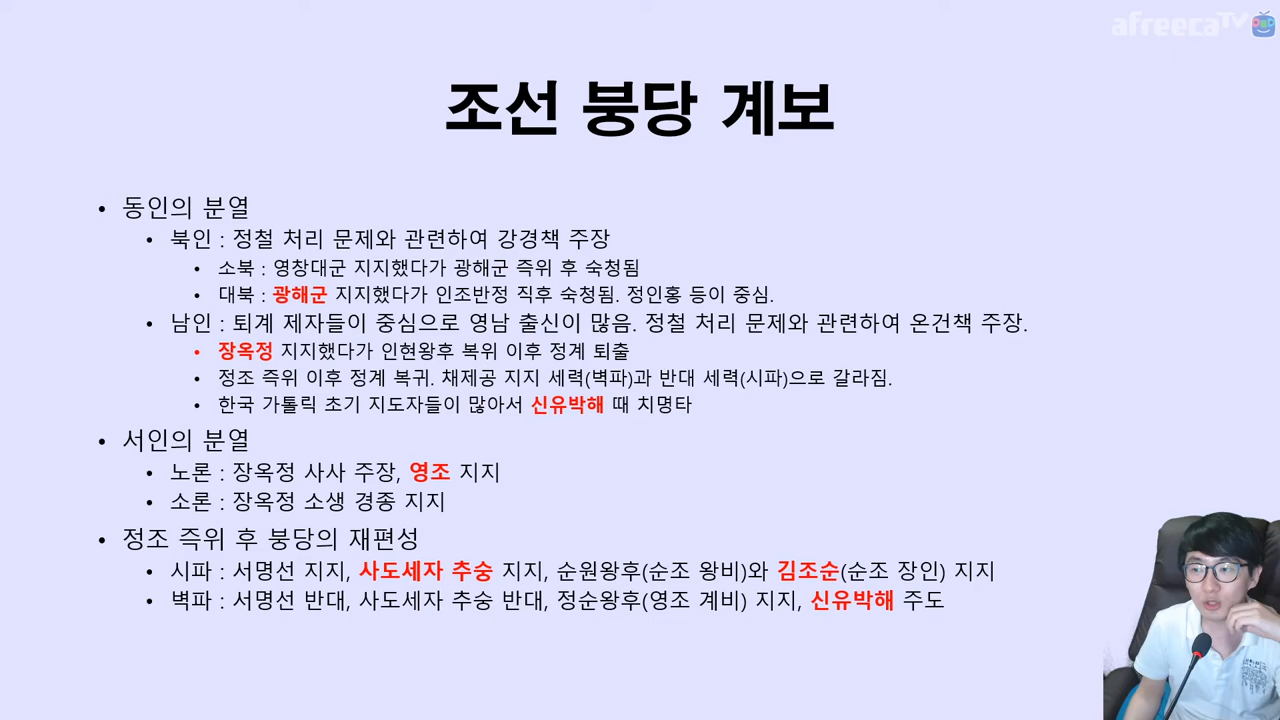 afreecaTV
조선 붕당 계보
• 동인의 분열
• 북인 : 정철 처리 문제와 관련하여 강경책 주장
• 소북 : 영창대군 지지했다가 광해군 즉위 후 숙청됨
• 대북 : 광해군 지지했다가 인조반정 직후 숙청됨. 정인홍 등이 중심.
• 남인 : 퇴계 제자들이 중심으로 영남 출신이 많음. 정철 처리 문제와 관련하여 온건책 주장.
• 장옥정 지지했다가 인현왕후 복위 이후 정계 퇴출
• 정조 즉위 이후 정계 복귀. 채제공 지지 세력(벽파)과 반대 세력(시파)으로 갈라짐.
• 한국 가톨릭 초기 지도자들이 많아서 신유박해 때 치명타
• 서인의 분열
• 노론 : 장옥정 사사 주장, 영조 지지
• 소론 : 장옥정 소생 경종 지지
• 정조 즉위 후 붕당의 재편성
• 시파 : 서명선 지지, 사도세자 추숭 지지, 순원왕후(순조 왕비)와 김조순(순조 장인) 지지
• 벽파 : 서명선 반대, 사도세자 추숭 반대, 정순왕후(영조 계비) 지지, 신유박해 주도